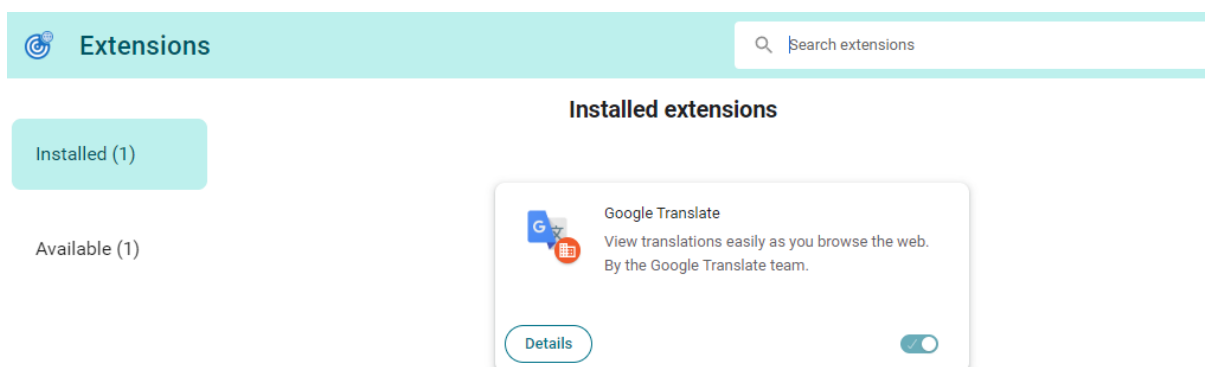 Extensions
Search extensions
Installed extensions
Installed (1)
Available (1)
G 文
Google Translate
View translations easily as you browse the web.
By the Google Translate team.
Details